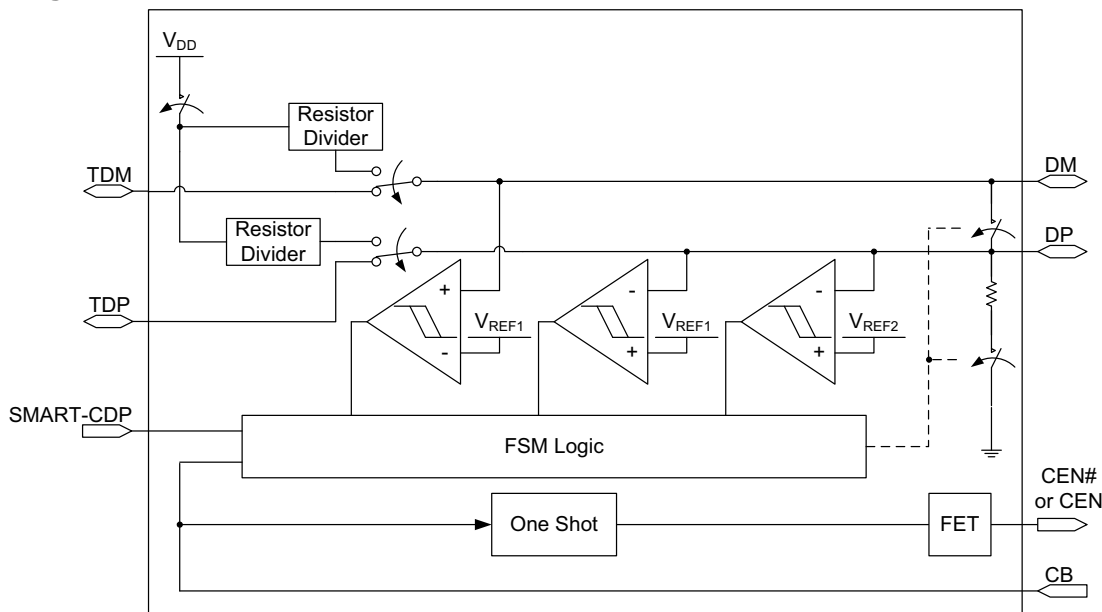 V_DD
Resistor
Divider
TDM
DM
Resistor
Divider
DP
TDP
+
-
V_REF1
-
+
V_REF1
-
+
V_REF2
SMART-CDP
FSM Logic
CEN#
or CEN
One Shot
FET
CB